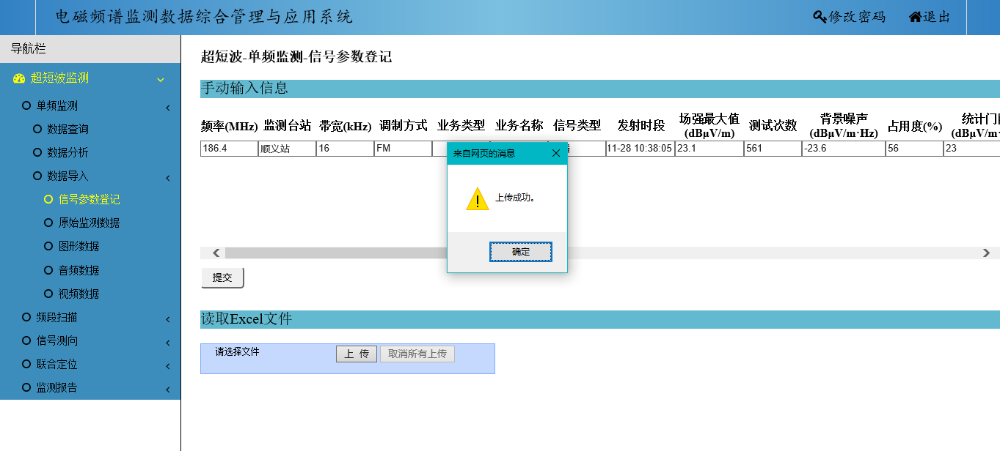 电磁频谱监测数据综合管理与应用系统
修改密码 退出
导航栏
超短波监测
单频监测
数据查询
数据分析
数据导入
信号参数登记
原始监测数据
图形数据
音频数据
视频数据
频段扫描
信号测向
联合定位
监测报告
超短波-单频监测-信号参数登记
手动输入信息
频率(MHz) 监测台站 带宽(kHz) 调制方式 业务类型 业务名称 信号类型 发射时段 场强最大值(dBμV/m) 测试次数 背景噪声(dBμV/m·Hz) 占用度(%) 统计门
186.4 顺义站 16 FM 11-28 10:38:05 23.1 561 -23.6 56 23
来自网页的消息
上传成功。
确定
提交
读取Excel文件
请选择文件 上 传 取消所有上传